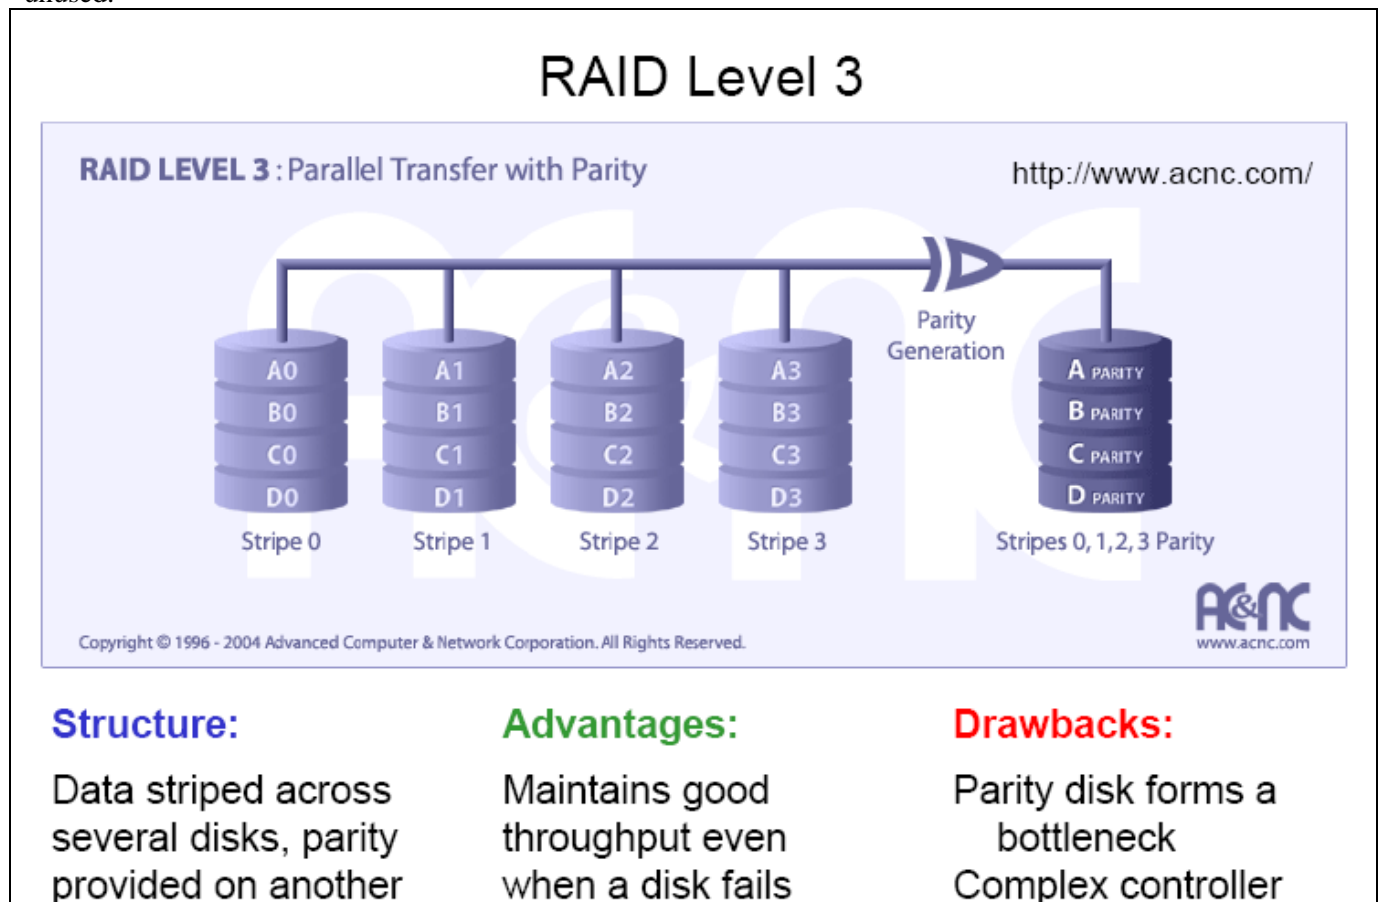 unused.
RAID Level 3
RAID LEVEL 3 : Parallel Transfer with Parity
http://www.acnc.com/
Parity
Generation
A0 A1 A2 A3 A PARITY
B0 B1 B2 B3 B PARITY
C0 C1 C2 C3 C PARITY
D0 D1 D2 D3 D PARITY
Stripe 0 Stripe 1 Stripe 2 Stripe 3 Stripes 0, 1, 2, 3 Parity
AC&NC
www.acnc.com
Copyright © 1996 - 2004 Advanced Computer & Network Corporation. All Rights Reserved.
Structure:
Data striped across
several disks, parity
provided on another
Advantages:
Maintains good
throughput even
when a disk fails
Drawbacks:
Parity disk forms a
bottleneck
Complex controller